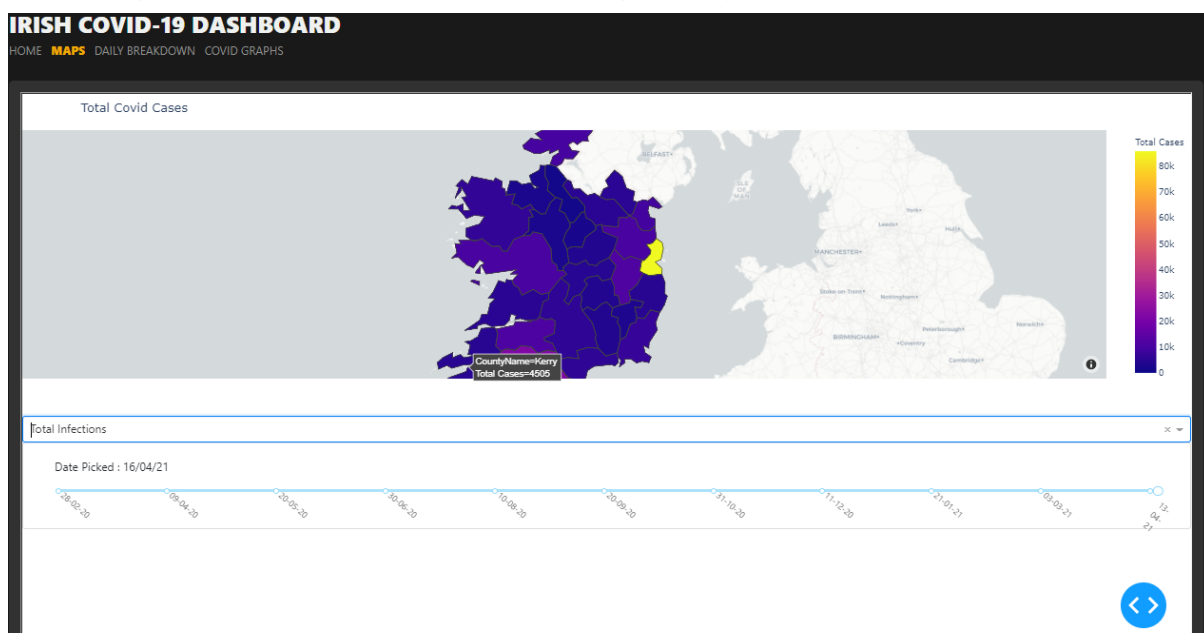 IRISH COVID-19 DASHBOARD
HOME MAPS DAILY BREAKDOWN COVID GRAPHS
Total Covid Cases
Total Cases
80k
70k
60k
50k
40k
30k
20k
10k
0
BELFAST
ISLE
OF
MAN
York
Leeds
Hull
MANCHESTER
Stoke-on-Trent
Nottingham
Norwich
Peterborough
BIRMINGHAM
Coventry
Cambridge
CountyName=Kerry
Total Cases=4505
Total Infections
Date Picked : 16/04/21
28-02-20
09-04-20
20-05-20
30-06-20
10-08-20
20-09-20
31-10-20
11-12-20
21-01-21
03-03-21
13-
04-
21